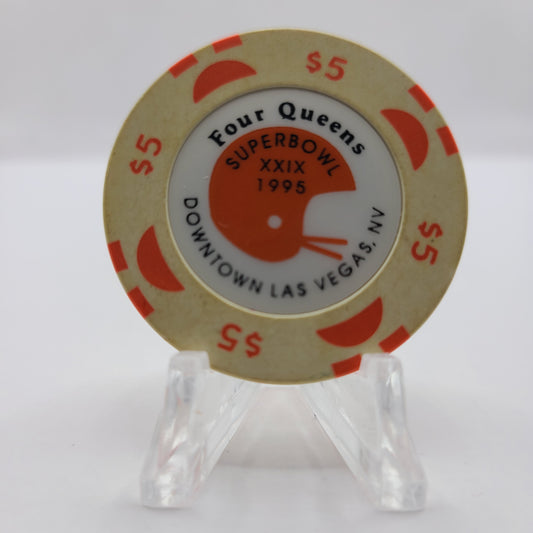 Four Queens
SUPERBOWL
XXIX
1995
DOWNTOWN LAS VEGAS, NV
$5
$5
$5
$5